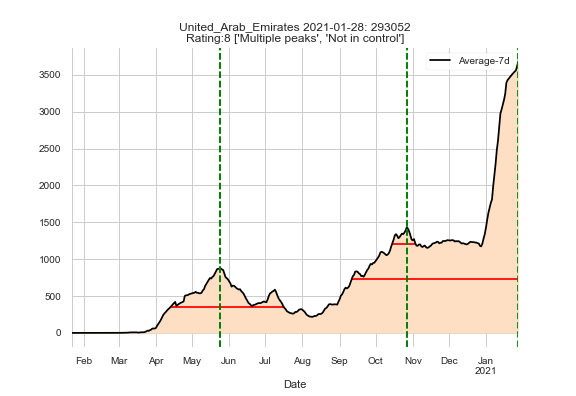 United_Arab_Emirates 2021-01-28: 293052
Rating:8 ['Multiple peaks', 'Not in control']
Average-7d
3500
3000
2500
2000
1500
1000
500
0
Feb Mar Apr May Jun Jul Aug Sep Oct Nov Dec Jan
2021
Date